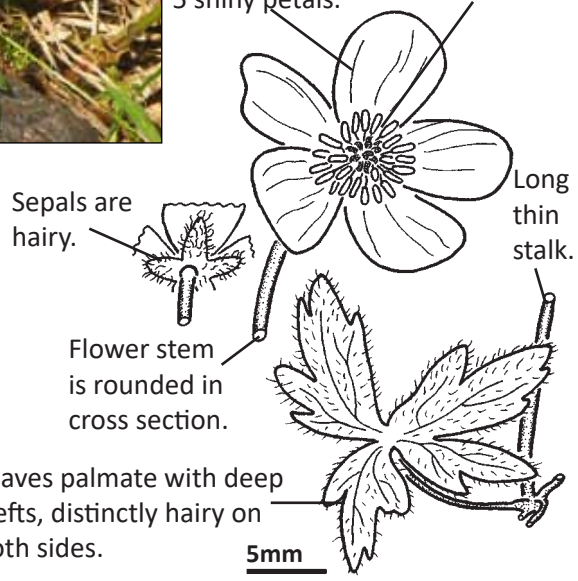 5 shiny petals.
Sepals are
hairy.
Long
thin
stalk.
Flower stem
is rounded in
cross section.
aves palmate with deep
efts, distinctly hairy on
oth sides.
5mm